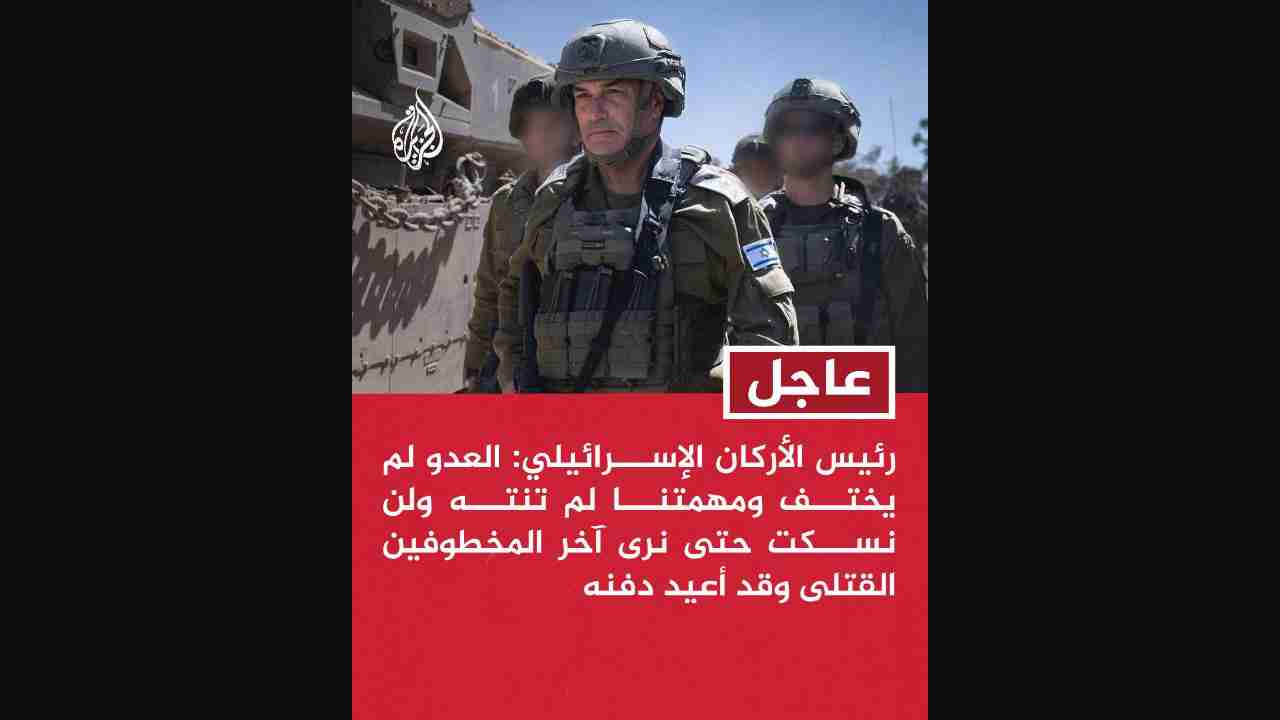 الجزيرة
عاجل
رئيس الأركان الإسرائيلي: العدو لم
يختف ومهمتنا لم تنته ولن
نسكت حتى نرى آخر المخطوفين
القتلى وقد أعيد دفنه